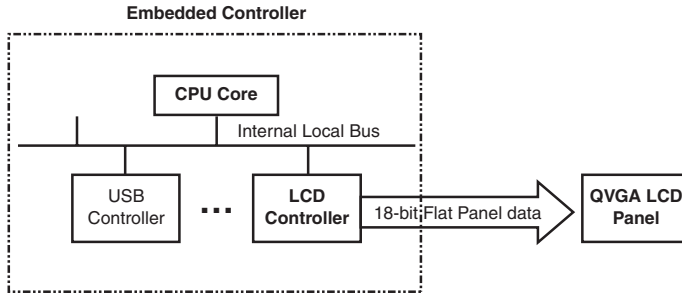 Embedded Controller
CPU Core
Internal Local Bus
USB
Controller
...
LCD
Controller
18-bit Flat Panel data
QVGA LCD
Panel